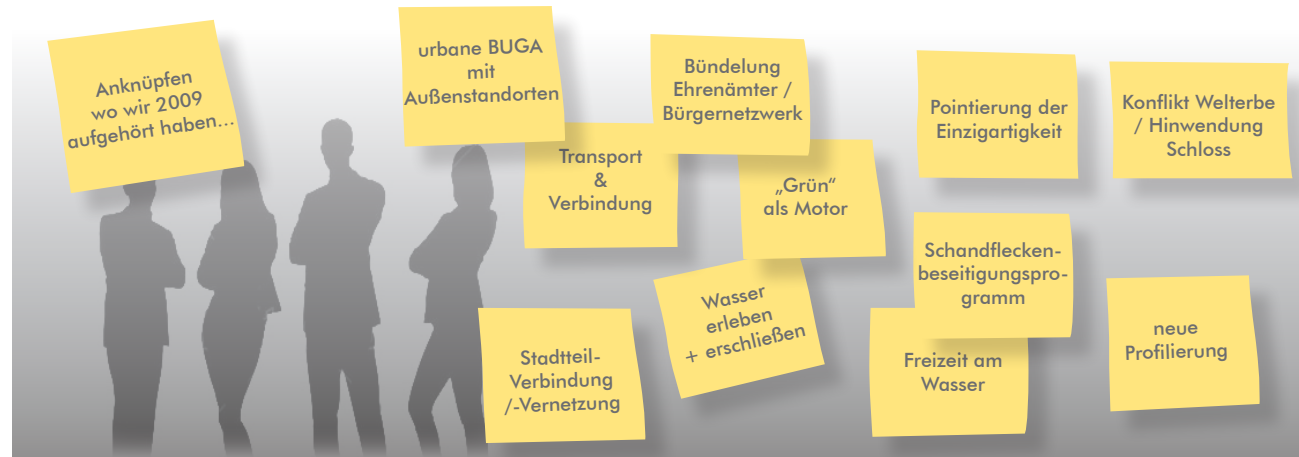 Anknüpfen
wo wir 2009
aufgehört haben...
urbane BUGA
mit
Außenstandorten
Bündelung
Ehrenämter /
Bürgernetzwerk
Pointierung der
Einzigartigkeit
Konflikt Welterbe
/ Hinwendung
Schloss
Transport
&
Verbindung
„Grün“
als Motor
Schandflecken-
beseitigungspro-
gramm
Wasser
erleben
+ erschließen
neue
Profilierung
Stadtteil-
Verbindung
/-Vernetzung
Freizeit am
Wasser